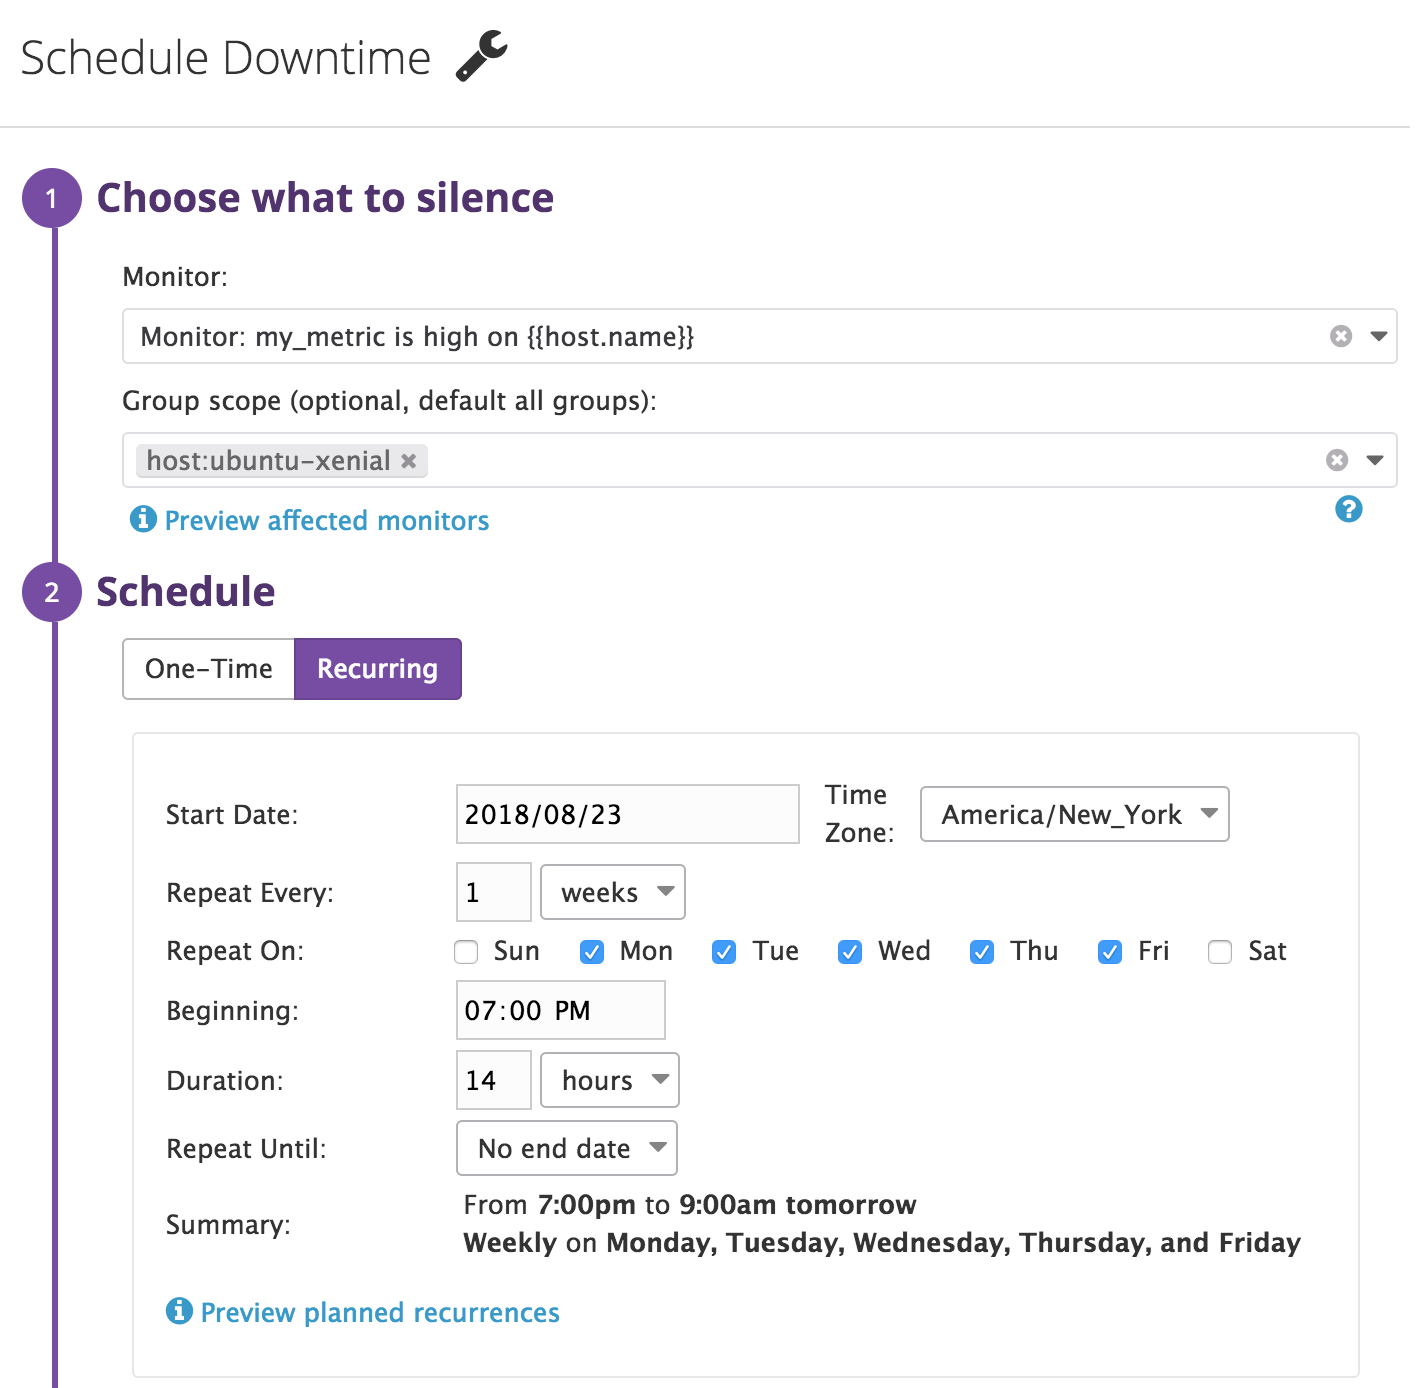 Schedule Downtime
1 Choose what to silence
Monitor:
Monitor: my_metric is high on {{host.name}}
Group scope (optional, default all groups):
host:ubuntu-xenial
Preview affected monitors
?
2 Schedule
One-Time Recurring
Start Date: 2018/08/23 Time Zone: America/New_York
Repeat Every: 1 weeks
Repeat On: Sun Mon Tue Wed Thu Fri Sat
Beginning: 07:00 PM
Duration: 14 hours
Repeat Until: No end date
Summary: From 7:00pm to 9:00am tomorrow
Weekly on Monday, Tuesday, Wednesday, Thursday, and Friday
Preview planned recurrences